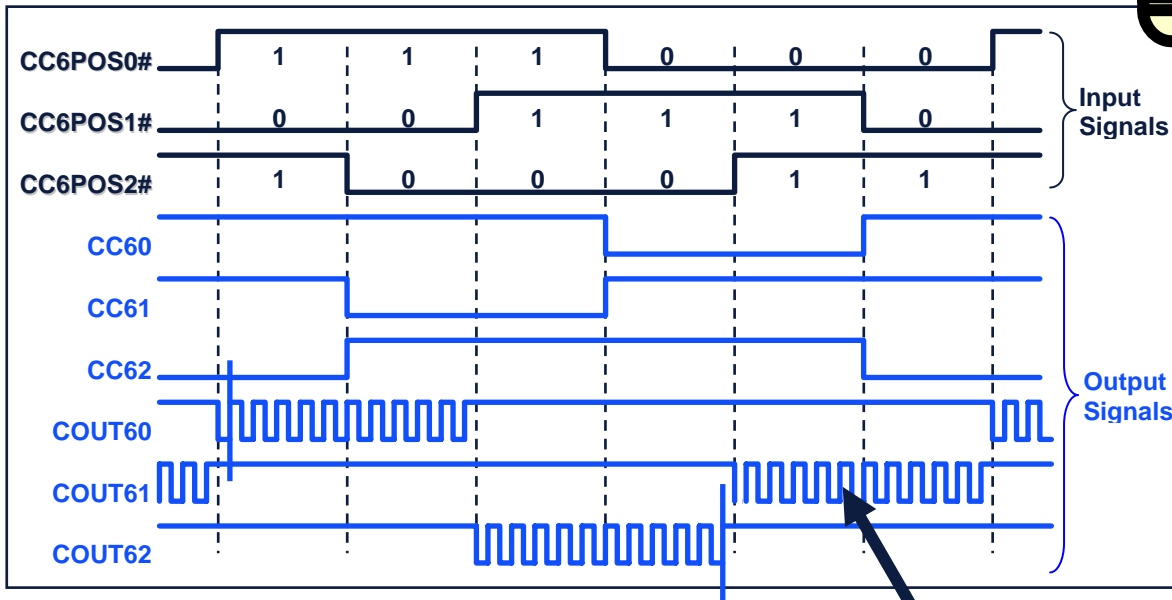 CC6POS0# 1 1 1 0 0 0
CC6POS1# 0 0 1 1 1 0
CC6POS2# 1 0 0 0 1 1
Input
Signals
CC60
CC61
CC62
COUT60
COUT61
COUT62
Output
Signals